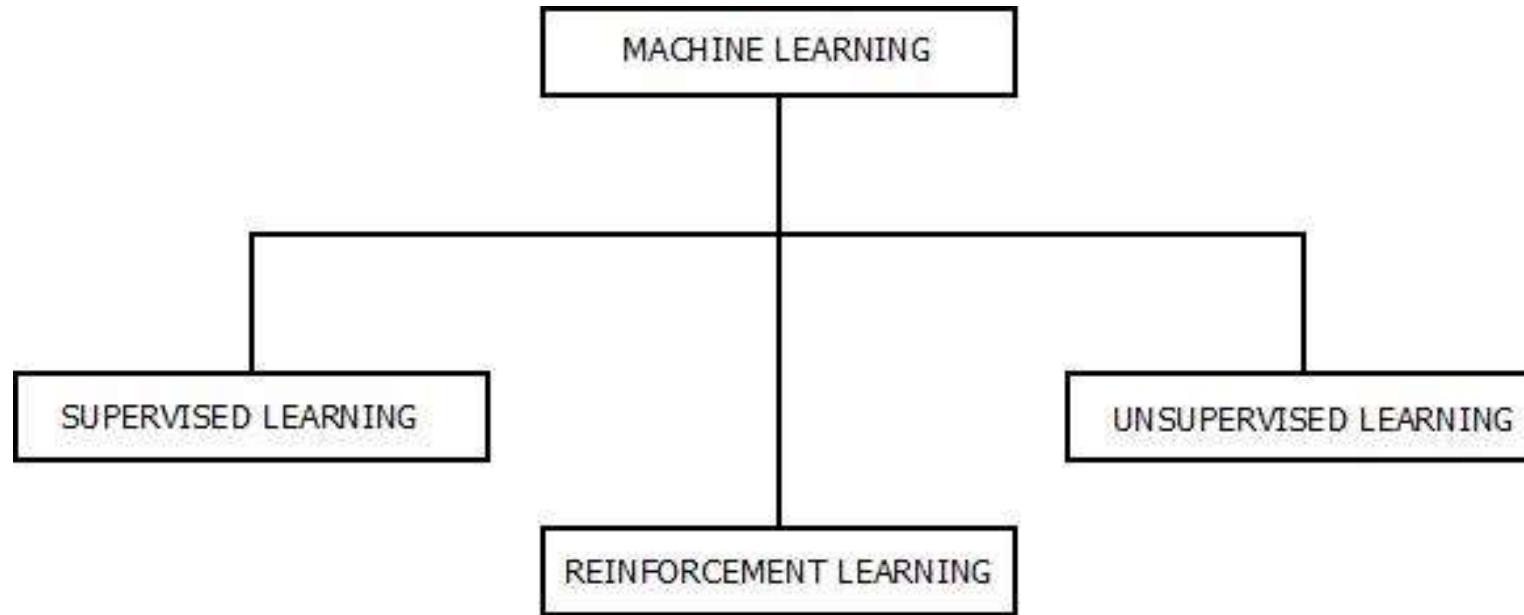 MACHINE LEARNING
SUPERVISED LEARNING
UNSUPERVISED LEARNING
REINFORCEMENT LEARNING